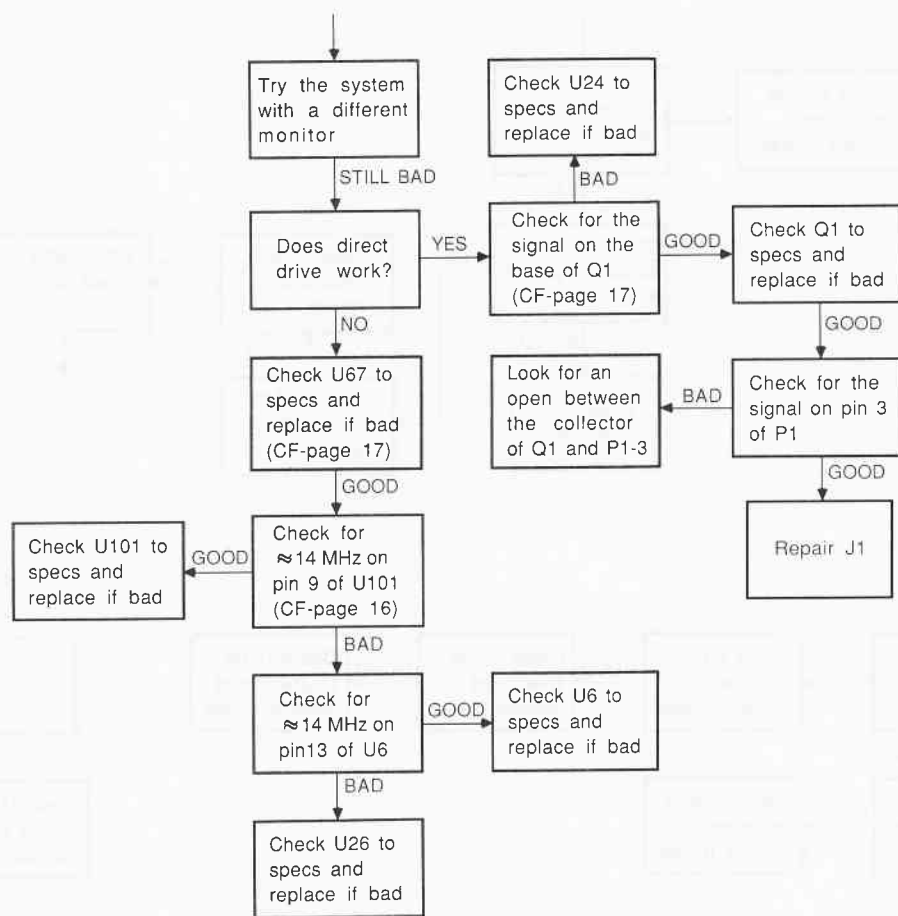 Try the system
with a different
monitor
STILL BAD
Does direct
drive work?
YES
Check for the
signal on the
base of Q1
(CF-page 17)
BAD
Check U24 to
specs and
replace if bad
GOOD
Check Q1 to
specs and
replace if bad
GOOD
Check for the
signal on pin 3
of P1
BAD
Look for an
open between
the collector
of Q1 and P1-3
GOOD
Repair J1
NO
Check U67 to
specs and
replace if bad
(CF-page 17)
GOOD
Check for
≈14 MHz on
pin 9 of U101
(CF-page 16)
GOOD
Check U101 to
specs and
replace if bad
BAD
Check for
≈14 MHz on
pin13 of U6
GOOD
Check U6 to
specs and
replace if bad
BAD
Check U26 to
specs and
replace if bad